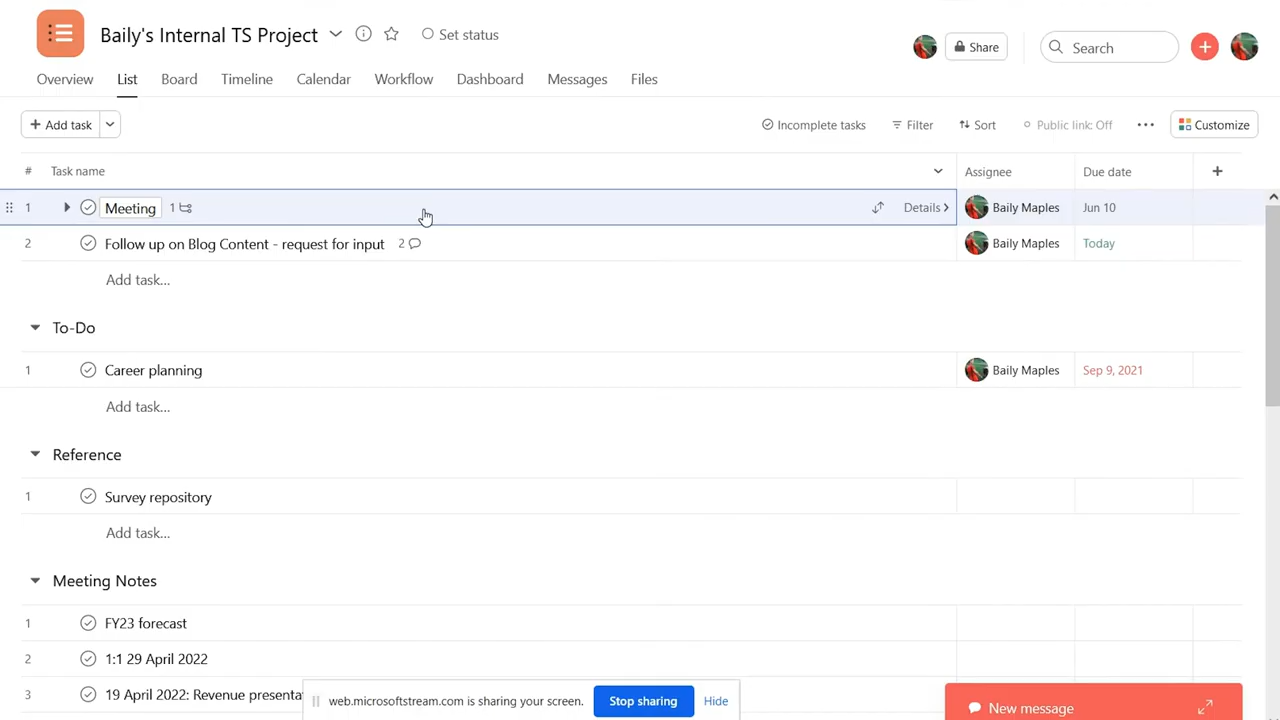 Baily's Internal TS Project
Set status
Share
Search
Overview
List
Board
Timeline
Calendar
Workflow
Dashboard
Messages
Files
+ Add task
Incomplete tasks
Filter
Sort
Public link: Off
Customize
# Task name
Assignee
Due date
1 Meeting 1
Details
Baily Maples
Jun 10
2 Follow up on Blog Content - request for input 2
Baily Maples
Today
Add task...
To-Do
1 Career planning
Baily Maples
Sep 9, 2021
Add task...
Reference
1 Survey repository
Add task...
Meeting Notes
1 FY23 forecast
2 1:1 29 April 2022
3 19 April 2022: Revenue
web.microsoftstream.com is sharing your screen.
Stop sharing
Hide
New message